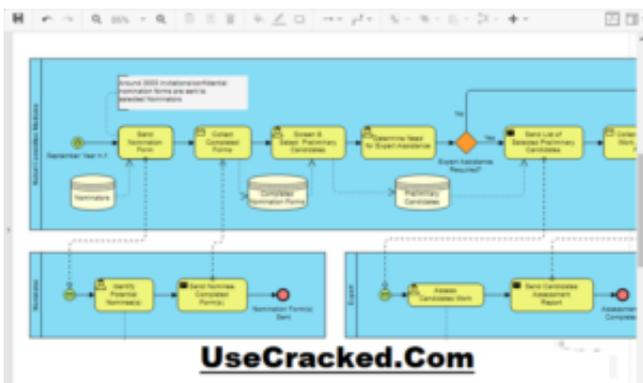 85%
Around 3000 invitations/confidential
nomination forms are sent to
selected Nominators
No
Send
Nomination
Form
Collect
Completed
Forms
Screen &
Select Preliminary
Candidates
Determine Need
for Expert Assistance
Yes
Send List of
Selected Preliminary
Candidates
September Year n-1
Expert Assistance
Required?
Nominators
Completed
Nomination Forms
Preliminary
Candidates
Nominator
Identify
Potential
Nominee(s)
Send Nominee
Completed
Form(s)
Nomination Form(s)
Sent
Expert
Assess
Candidates Work
Send Candidates
Assessment
Report
UseCracked.Com